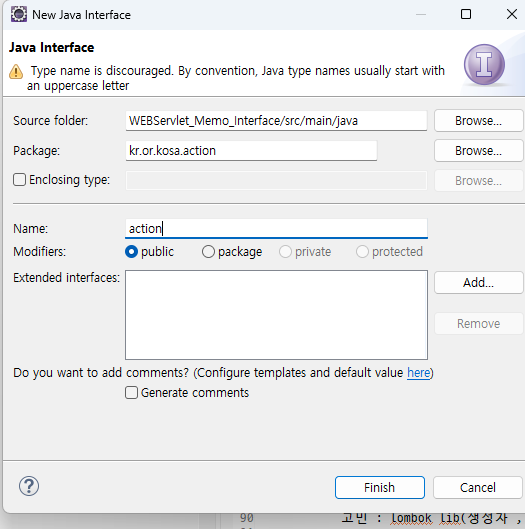 New Java Interface
Java Interface
Type name is discouraged. By convention, Java type names usually start with
an uppercase letter
Source folder: WEBServlet_Memo_Interface/src/main/java Browse...
Package: kr.or.kosa.action Browse...
Enclosing type: Browse...
Name: action
Modifiers: public package private protected
Extended interfaces: Add...
Remove
Do you want to add comments? (Configure templates and default value here)
Generate comments
? Finish Cancel
90 고민 : lombok lib(생성자 ,